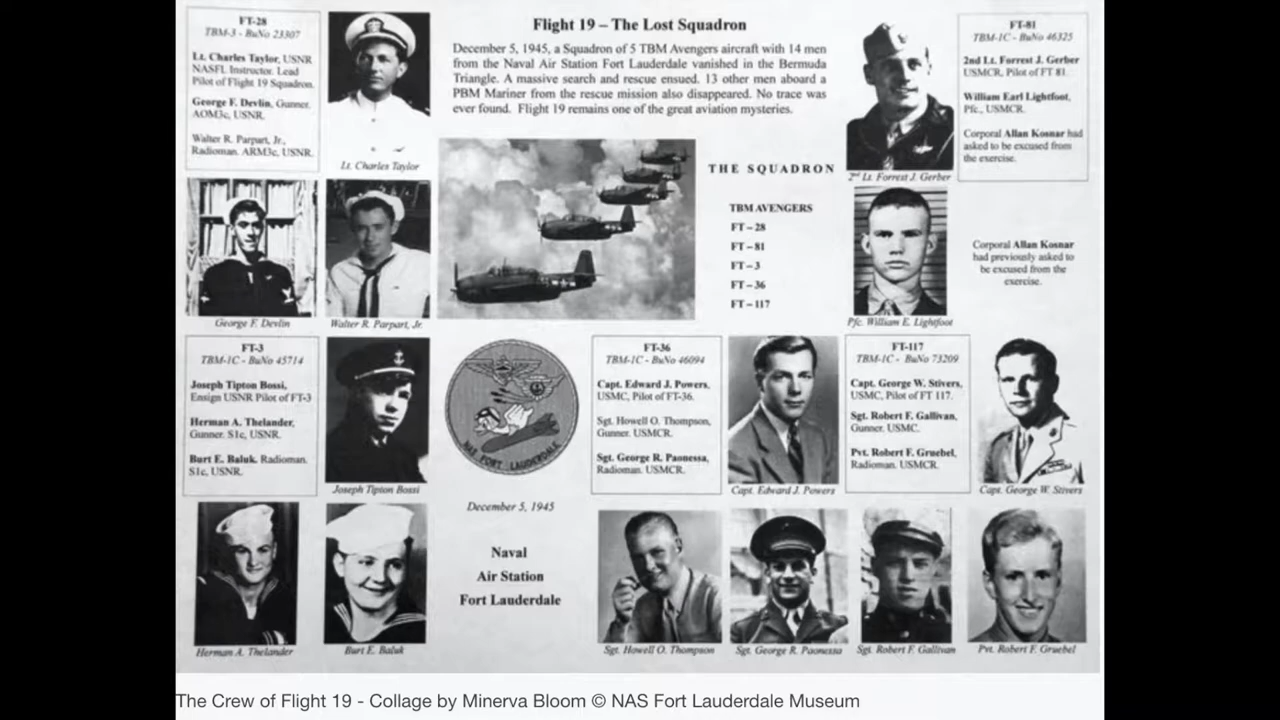 FT-28
TBM-3 - BuNo 23307
Lt. Charles Taylor, USNR
NASFL Instructor. Lead
Pilot of Flight 19 Squadron.
George F. Devlin, Gunner.
AOM3c, USNR.
Walter R. Parpart, Jr.,
Radioman. ARM3c, USNR.
Lt. Charles Taylor
Flight 19 – The Lost Squadron
December 5, 1945, a Squadron of 5 TBM Avengers aircraft with 14 men
from the Naval Air Station Fort Lauderdale vanished in the Bermuda
Triangle. A massive search and rescue ensued. 13 other men aboard a
PBM Mariner from the rescue mission also disappeared. No trace was
ever found. Flight 19 remains one of the great aviation mysteries.
2nd Lt. Forrest J. Gerber
FT-81
TBM-1C - BuNo 46325
2nd Lt. Forrest J. Gerber
USMCR, Pilot of FT 81.
William Earl Lightfoot,
Pfc., USMCR.
Corporal Allan Kosnar had
asked to be excused from
the exercise.
George F. Devlin
Walter R. Parpart, Jr.
THE SQUADRON
TBM AVENGERS
FT – 28
FT – 81
FT – 3
FT – 36
FT – 117
Pfc. William E. Lightfoot
Corporal Allan Kosnar
had previously asked to
be excused from the
exercise.
FT-3
TBM-1C - BuNo 45714
Joseph Tipton Bossi,
Ensign USNR Pilot of FT-3
Herman A. Thelander,
Gunner. S1c, USNR.
Burt E. Baluk, Radioman.
S1c, USNR.
Joseph Tipton Bossi
NAS FORT LAUDERDALE
FT-36
TBM-1C - BuNo 46094
Capt. Edward J. Powers,
USMC, Pilot of FT-36.
Sgt. Howell O. Thompson,
Gunner. USMCR.
Sgt. George R. Paonessa,
Radioman. USMCR.
Capt. Edward J. Powers
FT-117
TBM-1C - BuNo 73209
Capt. George W. Stivers,
USMC, Pilot of FT 117.
Sgt. Robert F. Gallivan,
Gunner. USMC.
Pvt. Robert F. Gruebel,
Radioman. USMCR.
Capt. George W. Stivers
Herman A. Thelander
Burt E. Baluk
December 5, 1945
Naval
Air Station
Fort Lauderdale
Sgt. Howell O. Thompson
Sgt. George R. Paonessa
Sgt. Robert F. Gallivan
Pvt. Robert F. Gruebel
The Crew of Flight 19 - Collage by Minerva Bloom © NAS Fort Lauderdale Museum